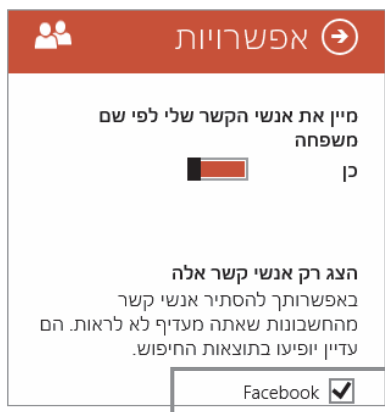 אפשרויות
מיין את אנשי הקשר שלי לפי שם
משפחה
כן
הצג רק אנשי קשר אלה
באפשרותך להסתיר אנשי קשר
מהחשבונות שאתה מעדיף לא לראות. הם
עדיין יופיעו בתוצאות החיפוש.
Facebook